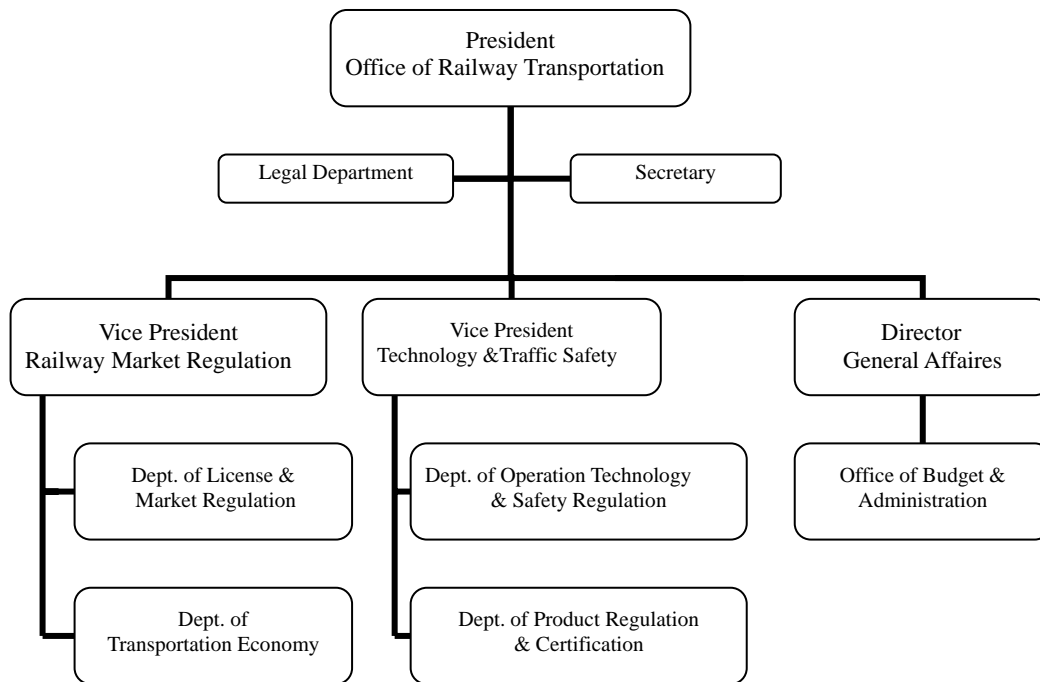 President
Office of Railway Transportation
Legal Department
Secretary
Vice President
Railway Market Regulation
Vice President
Technology &Traffic Safety
Director
General Affaires
Dept. of License &
Market Regulation
Dept. of Operation Technology
& Safety Regulation
Office of Budget &
Administration
Dept. of
Transportation Economy
Dept. of Product Regulation
& Certification